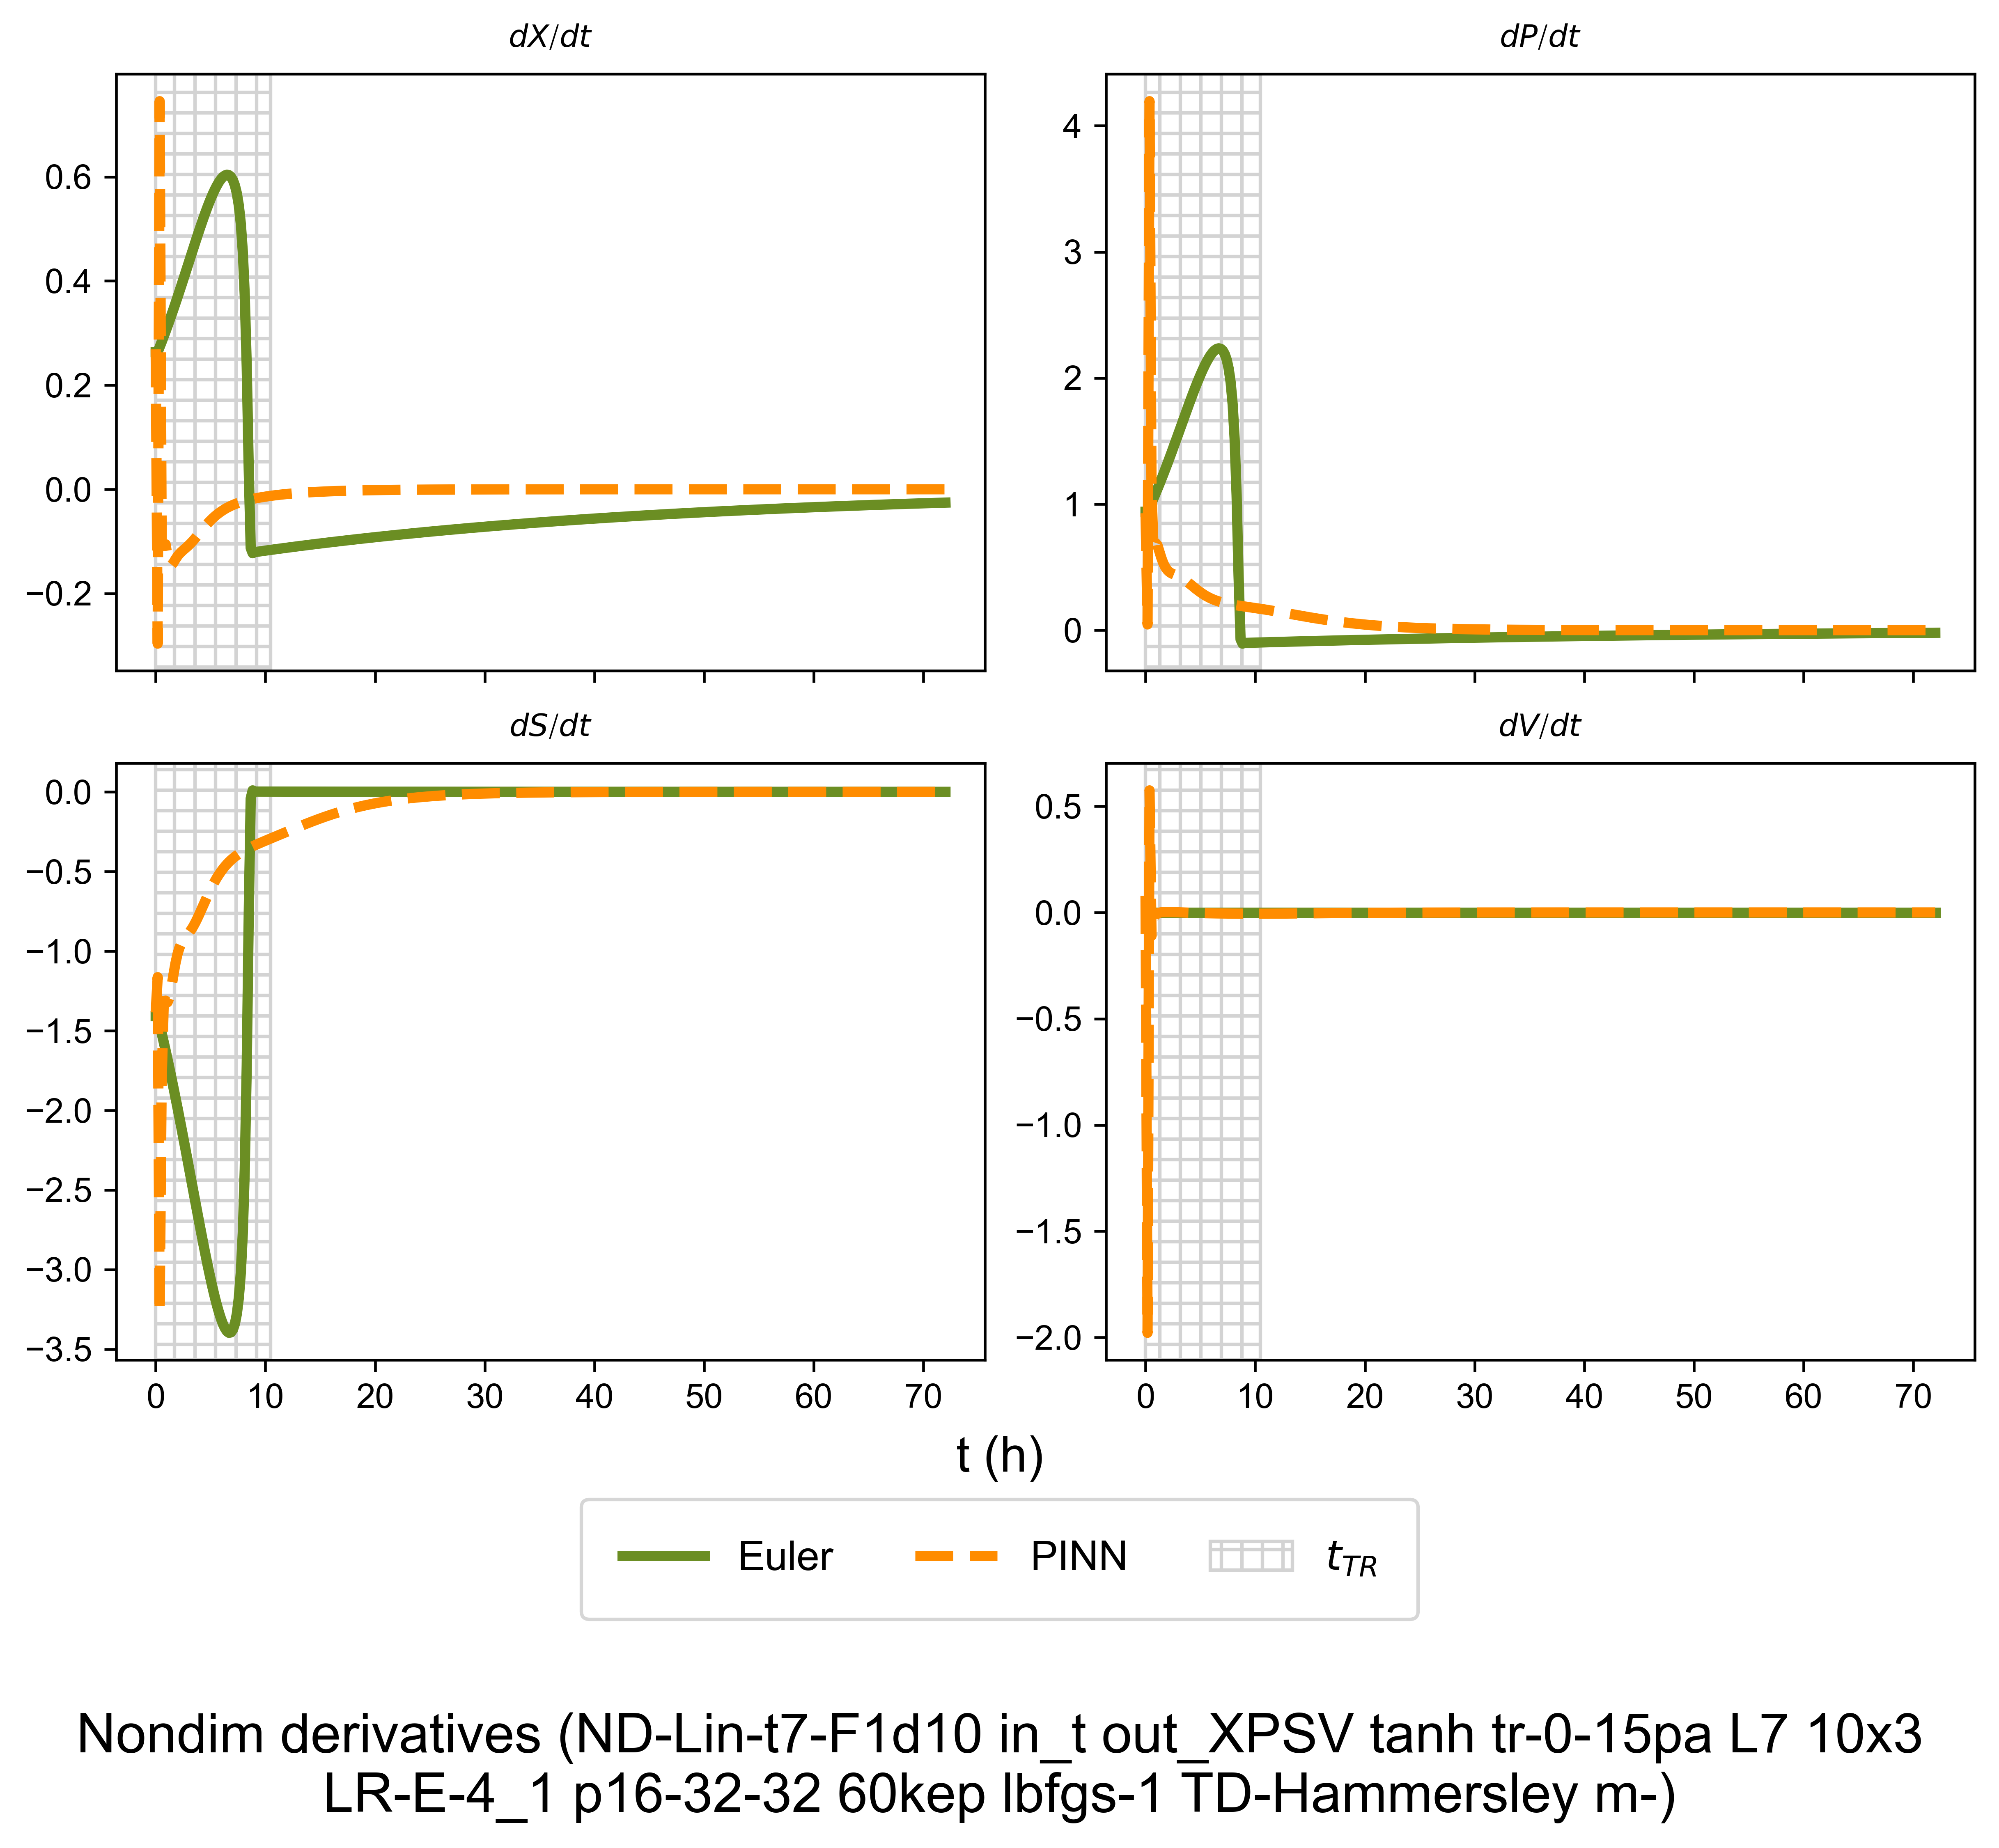 dX/dt
dP/dt
0.6
0.4
0.2
0.0
−0.2
4
3
2
1
0
dS/dt
dV/dt
0.0
−0.5
−1.0
−1.5
−2.0
−2.5
−3.0
−3.5
0 10 20 30 40 50 60 70
0.5
0.0
−0.5
−1.0
−1.5
−2.0
0 10 20 30 40 50 60 70
t (h)
Euler PINN t_TR
Nondim derivatives (ND-Lin-t7-F1d10 in_t out_XPSV tanh tr-0-15pa L7 10x3
LR-E-4_1 p16-32-32 60kep lbfgs-1 TD-Hammersley m-)